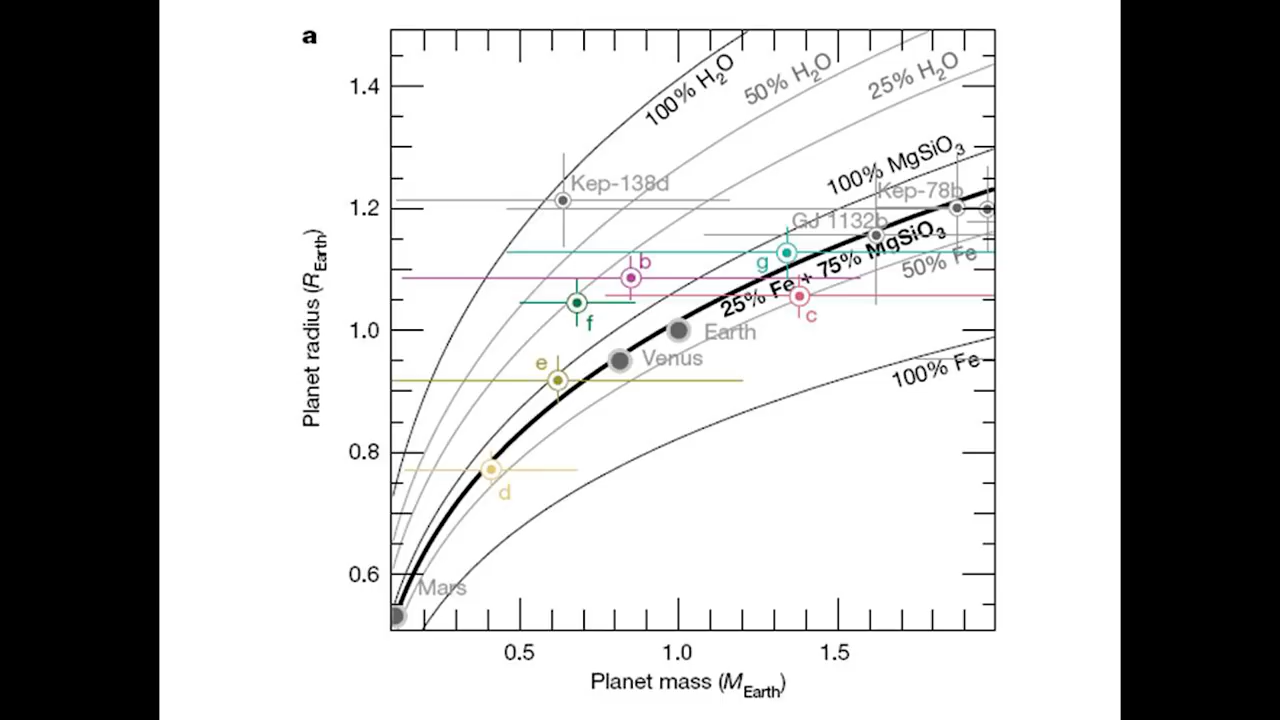 a
100% H2O
50% H2O
25% H2O
1.4
100% MgSiO3
Kep-138d
Kep-78b
1.2
GJ 1132b
25% Fe + 75% MgSiO3
g
b
50% Fe
f
c
1.0
Earth
Venus
e
100% Fe
0.8
d
0.6
Mars
Planet radius (REarth)
0.5
1.0
1.5
Planet mass (MEarth)